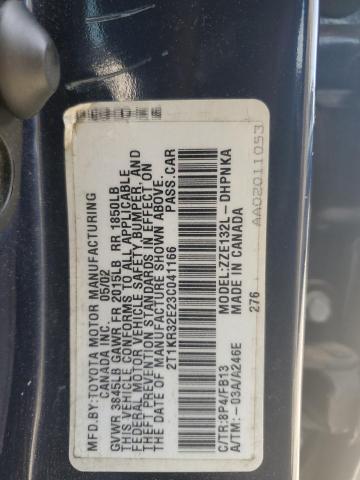 MFD.BY:TOYOTA MOTOR MANUFACTURING
CANADA INC. 05/02
GVWR 3845LB GAWR FR 2015LB RR 1850LB
THIS VEHICLE CONFORMS TO ALL APPLICABLE
FEDERAL MOTOR VEHICLE SAFETY, BUMPER, AND
THEFT PREVENTION STANDARDS IN EFFECT ON
THE DATE OF MANUFACTURE SHOWN ABOVE.
2T1KR32E23C041166 PASS.CAR
C/TR:8P4/FB13 MODEL:ZZE132L-DHPNKA
A/TM:-03A/A246E MADE IN CANADA
276
AA02011053